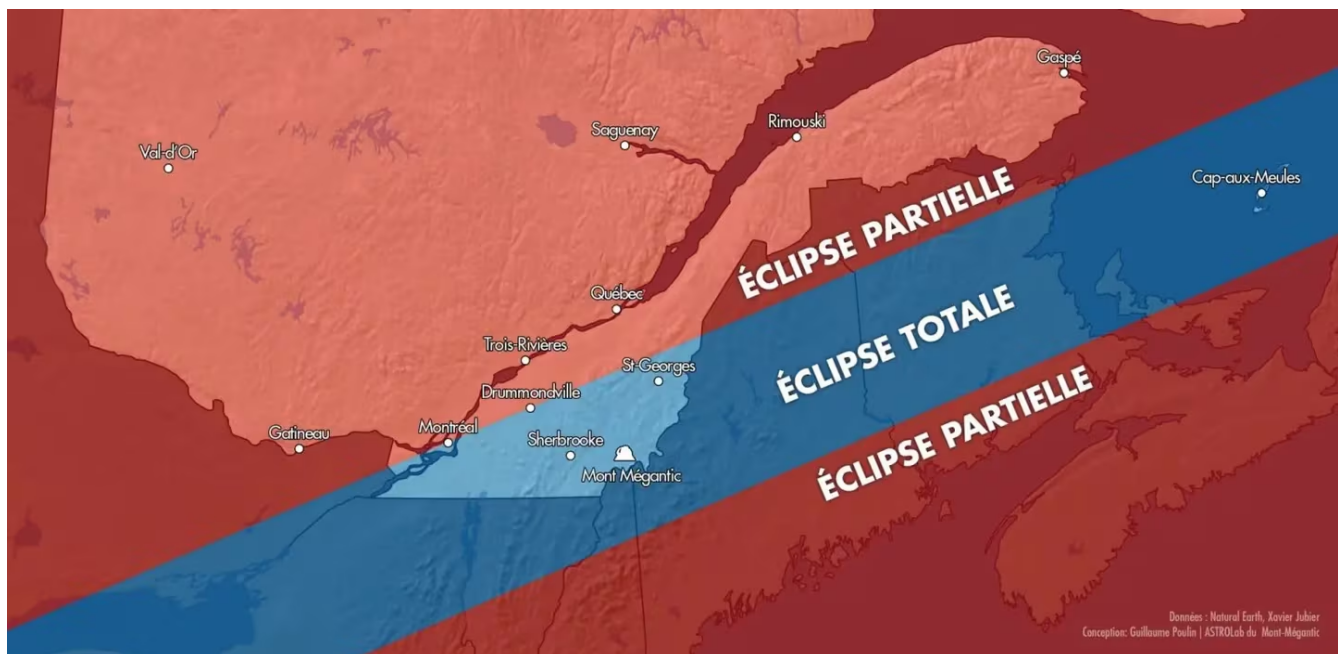 Gaspé
Rimouski
Saguenay
Val-d'Or
Cap-aux-Meules
ÉCLIPSE PARTIELLE
Québec
ÉCLIPSE TOTALE
Trois-Rivières
St-Georges
Drummondville
ÉCLIPSE PARTIELLE
Montréal
Gatineau
Sherbrooke
Mont Mégantic
Données : Natural Earth, Xavier Jubier
Conception: Guillaume Poulin | ASTROLab du Mont-Mégantic